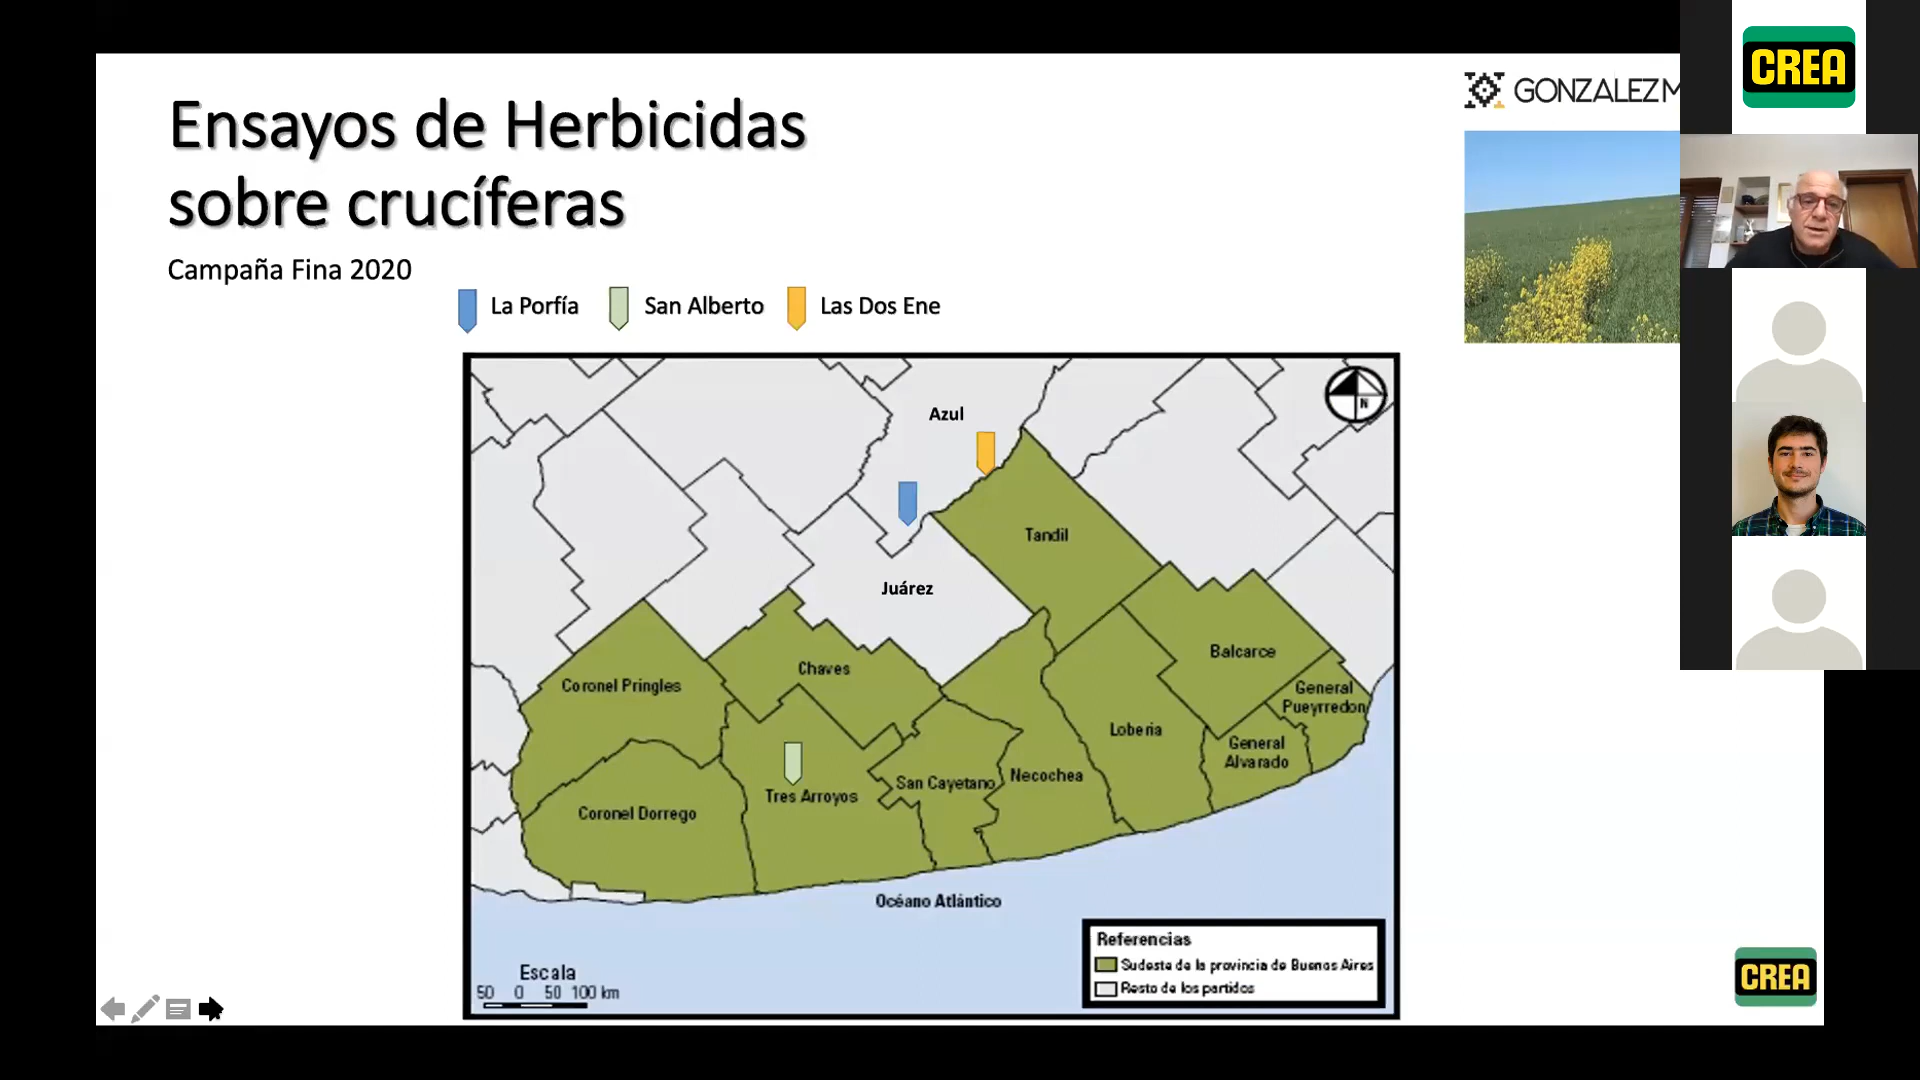 Ensayos de Herbicidas
sobre crucíferas
Campaña Fina 2020
GONZALEZ
CREA
La Porfía
San Alberto
Las Dos Ene
Azul
N
Tandil
Juárez
Balcarce
Chaves
Coronel Pringles
General
Pueyrredon
Loberia
General
Alvarado
San Cayetano
Necochea
Tres Arroyos
Coronel Dorrego
Océano Atlántico
Referencias
Sudeste de la provincia de Buenos Aires
Resto de los partidos
Escala
50 0 50 100 km
CREA